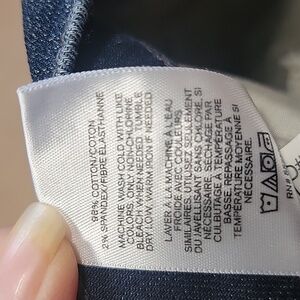 98% COTTON/COTON
2% SPANDEX/FIBRE ELASTHANNE
MACHINE WASH COLD WITH LIKE
COLORS, ONLY NON-CHLORINE
BLEACH WHEN NEEDED, TUMBLE
DRY LOW, WARM IRON IF NEEDED
LAVER À LA MACHINE À L'EAU
FROIDE AVEC COULEURS
SIMILAIRES, UTILISEZ SEULEMENT
DU JAVELLISANT SANS CHLORE, SI
NÉCESSAIRE, SÉCHAGE PAR
CULBUTAGE À TEMPÉRATURE
BASSE, REPASSAGE À
TEMPÉRATURE MOYENNE SI
NÉCESSAIRE.
RN#